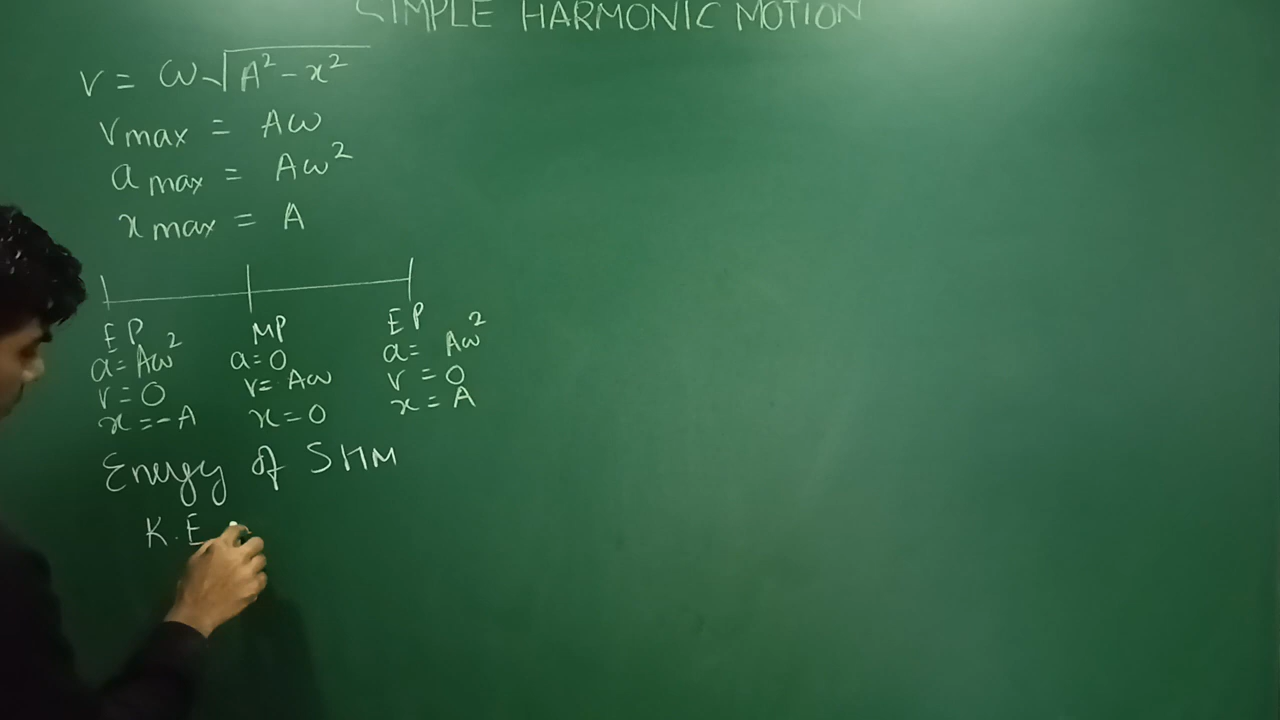 SIMPLE HARMONIC MOTION
v = ω√A² - x²
vmax = Aω
a max = Aω²
xmax = A
EP MP EP
a = Aω² a = 0 a = Aω²
v = 0 v = Aω v = 0
x = -A x = 0 x = A
Energy of SHM
K.E